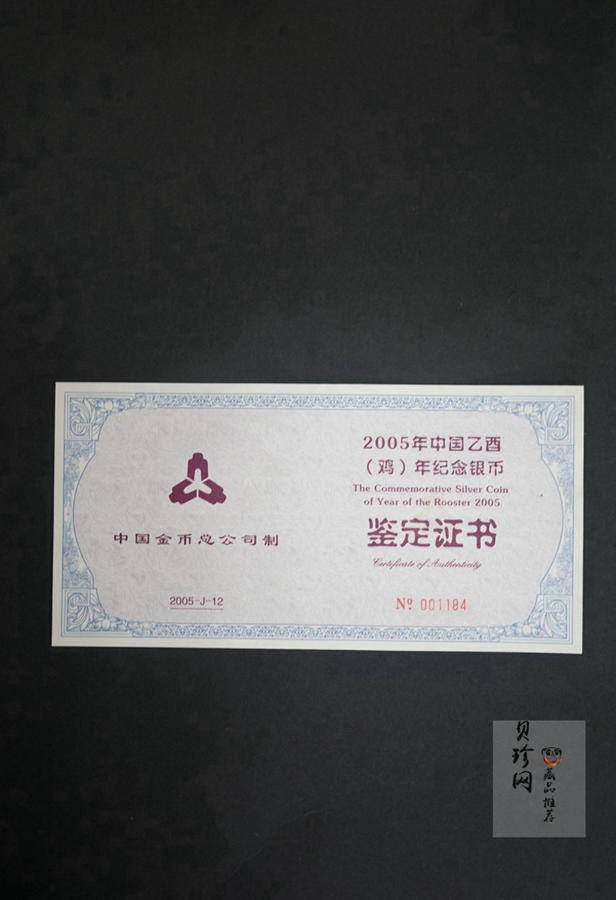 中国金币总公司制
2005-J-12
2005年中国乙酉
（鸡）年纪念银币
The Commemorative Silver Coin
of Year of the Rooster 2005
鉴定证书
Certificate of Authenticity
Nº 001184
贝珍网
藏品推荐